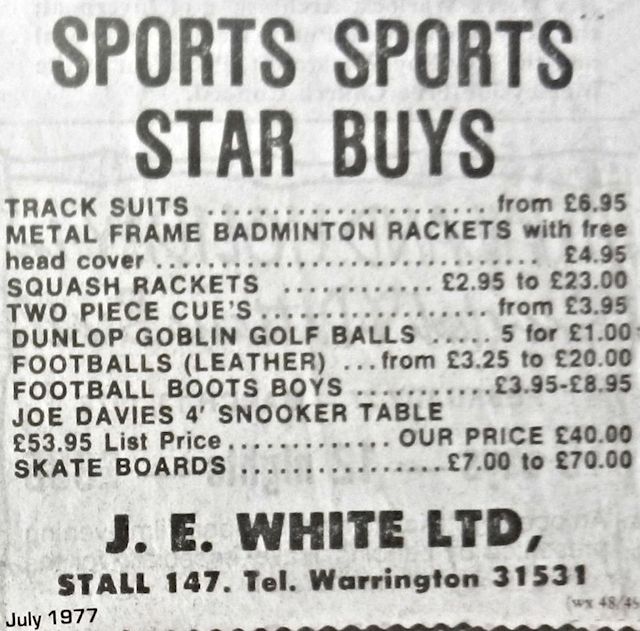 SPORTS SPORTS
STAR BUYS
TRACK SUITS ........................ from £6.95
METAL FRAME BADMINTON RACKETS with free
head cover .................................. £4.95
SQUASH RACKETS ............ £2.95 to £23.00
TWO PIECE CUE'S.................... from £3.95
DUNLOP GOBLIN GOLF BALLS ..... 5 for £1.00
FOOTBALLS (LEATHER) ...from £3.25 to £20.00
FOOTBALL BOOTS BOYS ............£3.95-£8.95
JOE DAVIES 4' SNOOKER TABLE
£53.95 List Price............. OUR PRICE £40.00
SKATE BOARDS .................£7.00 to £70.00
J. E. WHITE LTD,
STALL 147. Tel. Warrington 31531
July 1977